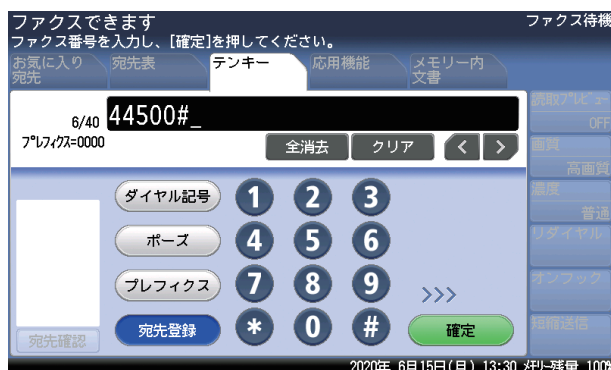 ファクスできます
ファクス待機
ファクス番号を入力し、[確定]を押してください。
お気に入り
宛先
宛先表
テンキー
応用機能
メモリー内
文書
6/40
44500#_
プレフィクス=0000
全消去
クリア
<
>
読取プレビュー
OFF
画質
高画質
濃度
普通
リダイヤル
オンフック
短縮送信
ダイヤル記号
1
2
3
ポーズ
4
5
6
プレフィクス
7
8
9
>>>
宛先確認
宛先登録
*
0
#
確定
2020年 6月15日(月) 13:30 メモリー残量 100%